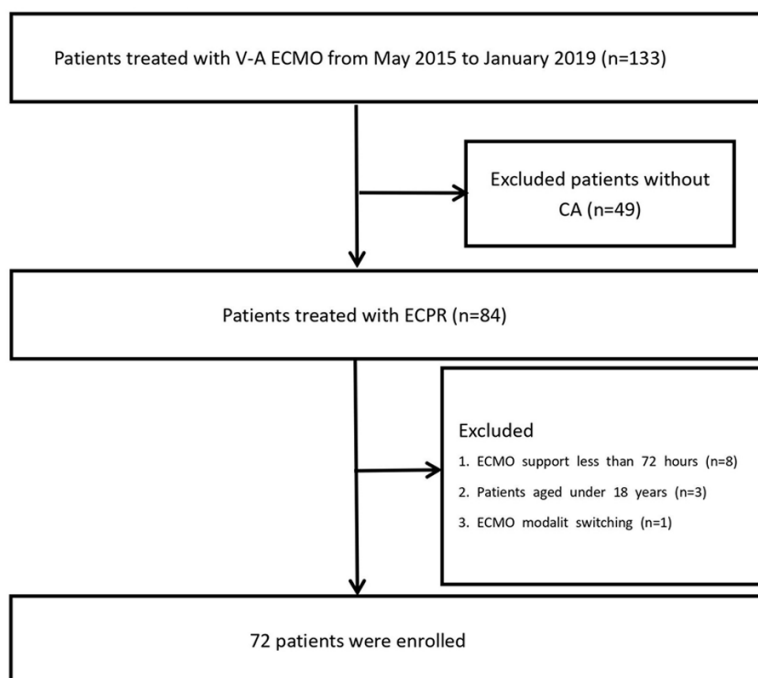 Patients treated with V-A ECMO from May 2015 to January 2019 (n=133)
Excluded patients without
CA (n=49)
Patients treated with ECPR (n=84)
Excluded
1. ECMO support less than 72 hours (n=8)
2. Patients aged under 18 years (n=3)
3. ECMO modalit switching (n=1)
72 patients were enrolled